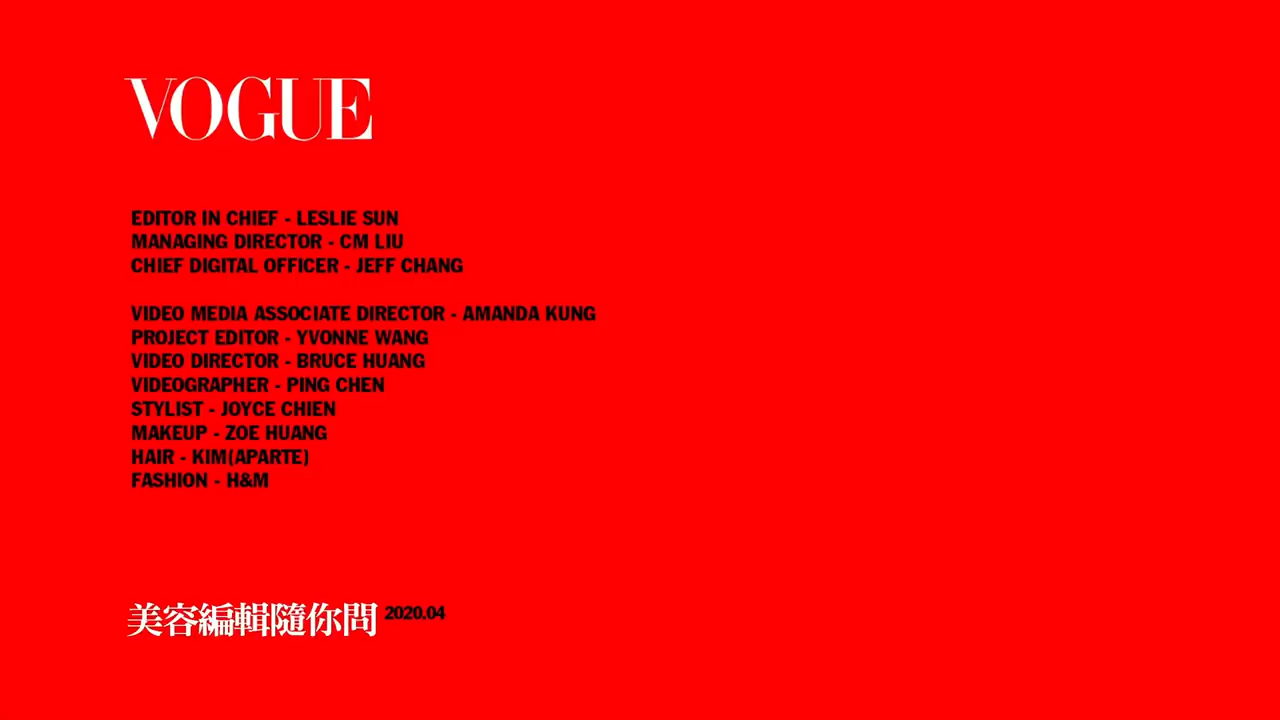 VOGUE
EDITOR IN CHIEF - LESLIE SUN
MANAGING DIRECTOR - CM LIU
CHIEF DIGITAL OFFICER - JEFF CHANG
VIDEO MEDIA ASSOCIATE DIRECTOR - AMANDA KUNG
PROJECT EDITOR - YVONNE WANG
VIDEO DIRECTOR - BRUCE HUANG
VIDEOGRAPHER - PING CHEN
STYLIST - JOYCE CHIEN
MAKEUP - ZOE HUANG
HAIR - KIM(APARTE)
FASHION - H&M
美容編輯隨你問 2020.04